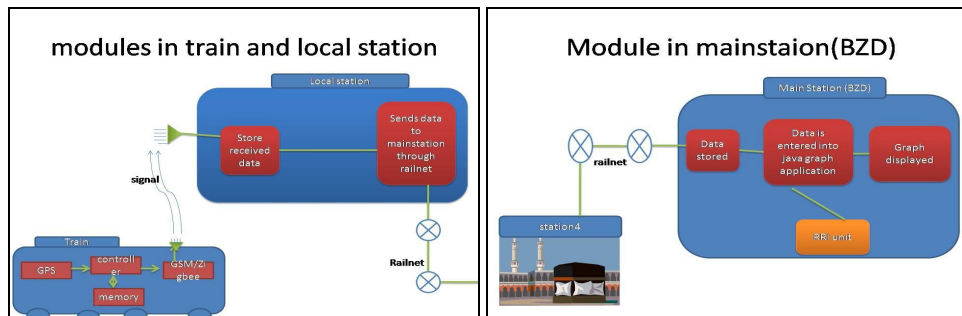 modules in train and local station
Local station
Store
received
data
Sends data
to
mainstation
through
railnet
signal
Train
GPS
controll
er
GSM/Zi
gbee
memory
Railnet
Module in mainstaion(BZD)
Main Station (BZD)
Data
stored
Data is
entered into
java graph
application
Graph
displayed
railnet
RRI unit
station4